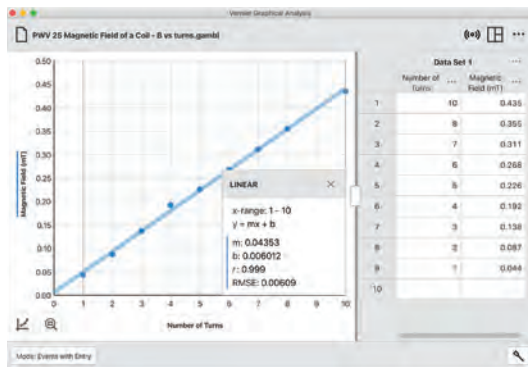 Vernier Graphical Analysis
PWV 25 Magnetic Field of a Coil - B vs turns.gambl
Data Set 1
Number of Turns
Magnetic Field (mT)
1 10 0.435
2 8 0.355
3 7 0.311
4 6 0.268
5 5 0.226
6 4 0.192
7 3 0.138
8 2 0.087
9 1 0.044
10
Magnetic Field (mT)
0.50
0.45
0.40
0.35
0.30
0.25
0.20
0.15
0.10
0.05
0.00
0 1 2 3 4 5 6 7 8 9 10
Number of Turns
LINEAR
x-range: 1 - 10
y = mx + b
m: 0.04353
b: 0.006012
r: 0.999
RMSE: 0.00609
Mode: Events with Entry